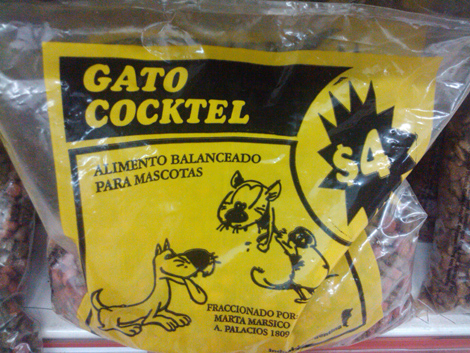 GATO
COCKTEL
$4
ALIMENTO BALANCEADO
PARA MASCOTAS
FRACCIONADO POR:
MARTA MARSICO
A. PALACIOS 1809